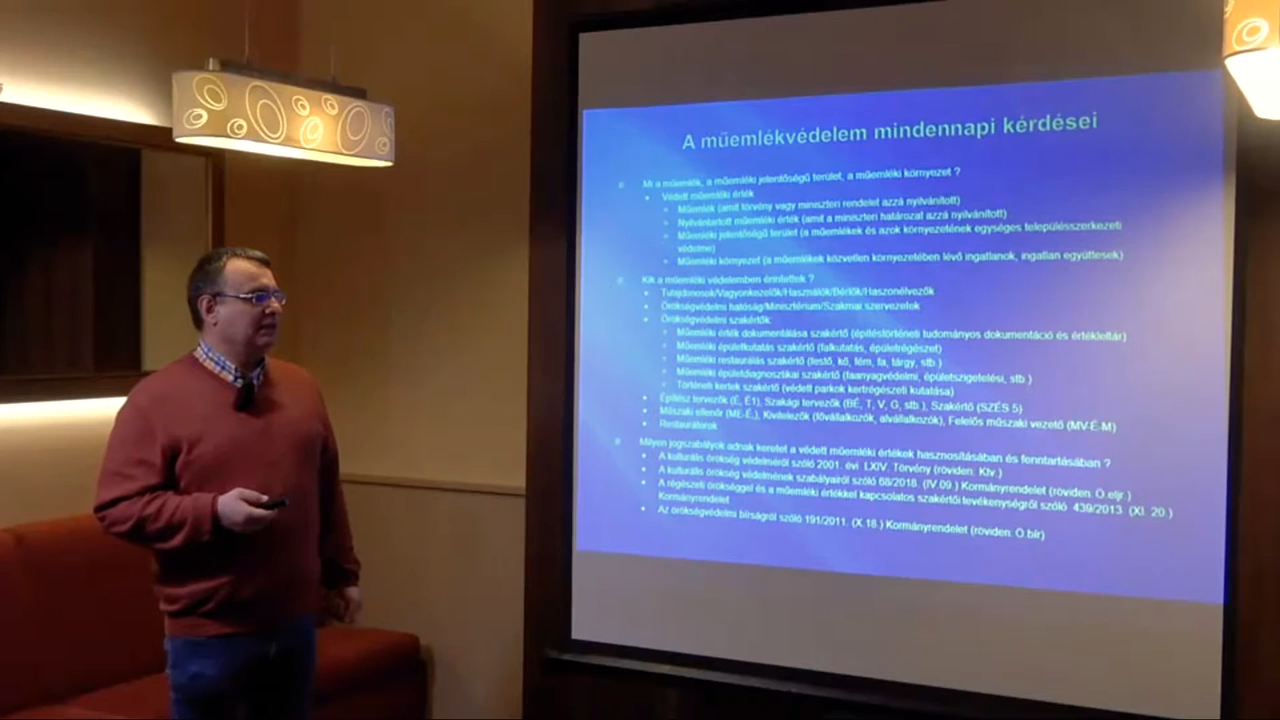 A műemlékvédelem mindennapi kérdései
Mi a műemlék, a műemléki jelentőségű terület, a műemléki környezet ?
Védett műemléki érték
Műemlék (amit törvény vagy miniszteri rendelet azzá nyilvánított)
Nyilvántartott műemléki érték (amit a miniszteri határozat azzá nyilvánított)
Műemléki jelentőségű terület (a műemlékek és azok környezetének egységes településszerkezeti
védelme)
Műemléki környezet (a műemlékek közvetlen környezetében lévő ingatlanok, ingatlan együttesek)
Kik a műemléki védelemben érintettek ?
Tulajdonosok/Vagyonkezelők/Használók/Bérlők/Haszonélvezők
Örökségvédelmi hatóság/Minisztérium/Szakmai szervezetek
Örökségvédelmi szakértők:
Műemléki érték dokumentálása szakértő (építéstörténeti tudományos dokumentáció és értékleltár)
Műemléki épületkutatás szakértő (falkutatás, épületrégészet)
Műemléki restaurálás szakértő (festő, kő, fém, fa, tárgy, stb.)
Műemléki épületdiagnosztikai szakértő (faanyagvédelmi, épületszigetelési, stb.)
Történeti kertek szakértő (védett parkok kertrégészeti kutatása)
Építész tervezők (É, É1), Szakági tervezők (BÉ, T, V, G, stb.), Szakértő (SZÉS 5)
Műszaki ellenőr (ME-É,), Kivitelezők (fővállalkozók, alvállalkozók), Felelős műszaki vezető (MV-É-M)
Restaurátorok
Milyen jogszabályok adnak keretet a védett műemléki értékek hasznosításában és fenntartásában ?
A kulturális örökség védelméről szóló 2001. évi LXIV. Törvény (röviden: Ktv.)
A kulturális örökség védelmének szabályairól szóló 68/2018. (IV.09.) Kormányrendelet (röviden: Ö.eljr.)
A régészeti örökséggel és a műemléki értékkel kapcsolatos szakértői tevékenységről szóló 439/2013. (XI. 20.)
Kormányrendelet
Az örökségvédelmi bírságról szóló 191/2011. (X.18.) Kormányrendelet (röviden: Ö.bír)